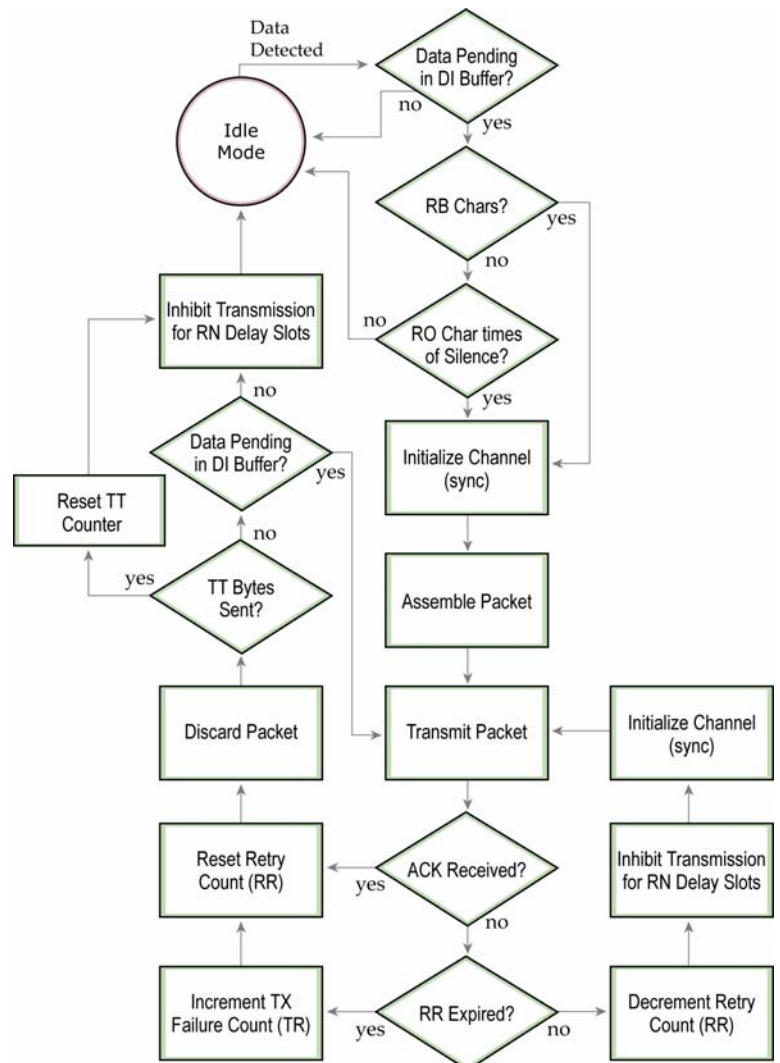 Data
Detected
Data Pending
in DI Buffer?
no
yes
Idle
Mode
RB Chars?
yes
no
Inhibit Transmission
for RN Delay Slots
no
RO Char times
of Silence?
yes
no
Data Pending
in DI Buffer?
yes
Initialize Channel
(sync)
Reset TT
Counter
no
yes
TT Bytes
Sent?
Assemble Packet
Discard Packet
Transmit Packet
Initialize Channel
(sync)
Reset Retry
Count (RR)
yes
ACK Received?
no
Inhibit Transmission
for RN Delay Slots
Increment TX
Failure Count (TR)
yes
RR Expired?
no
Decrement Retry
Count (RR)